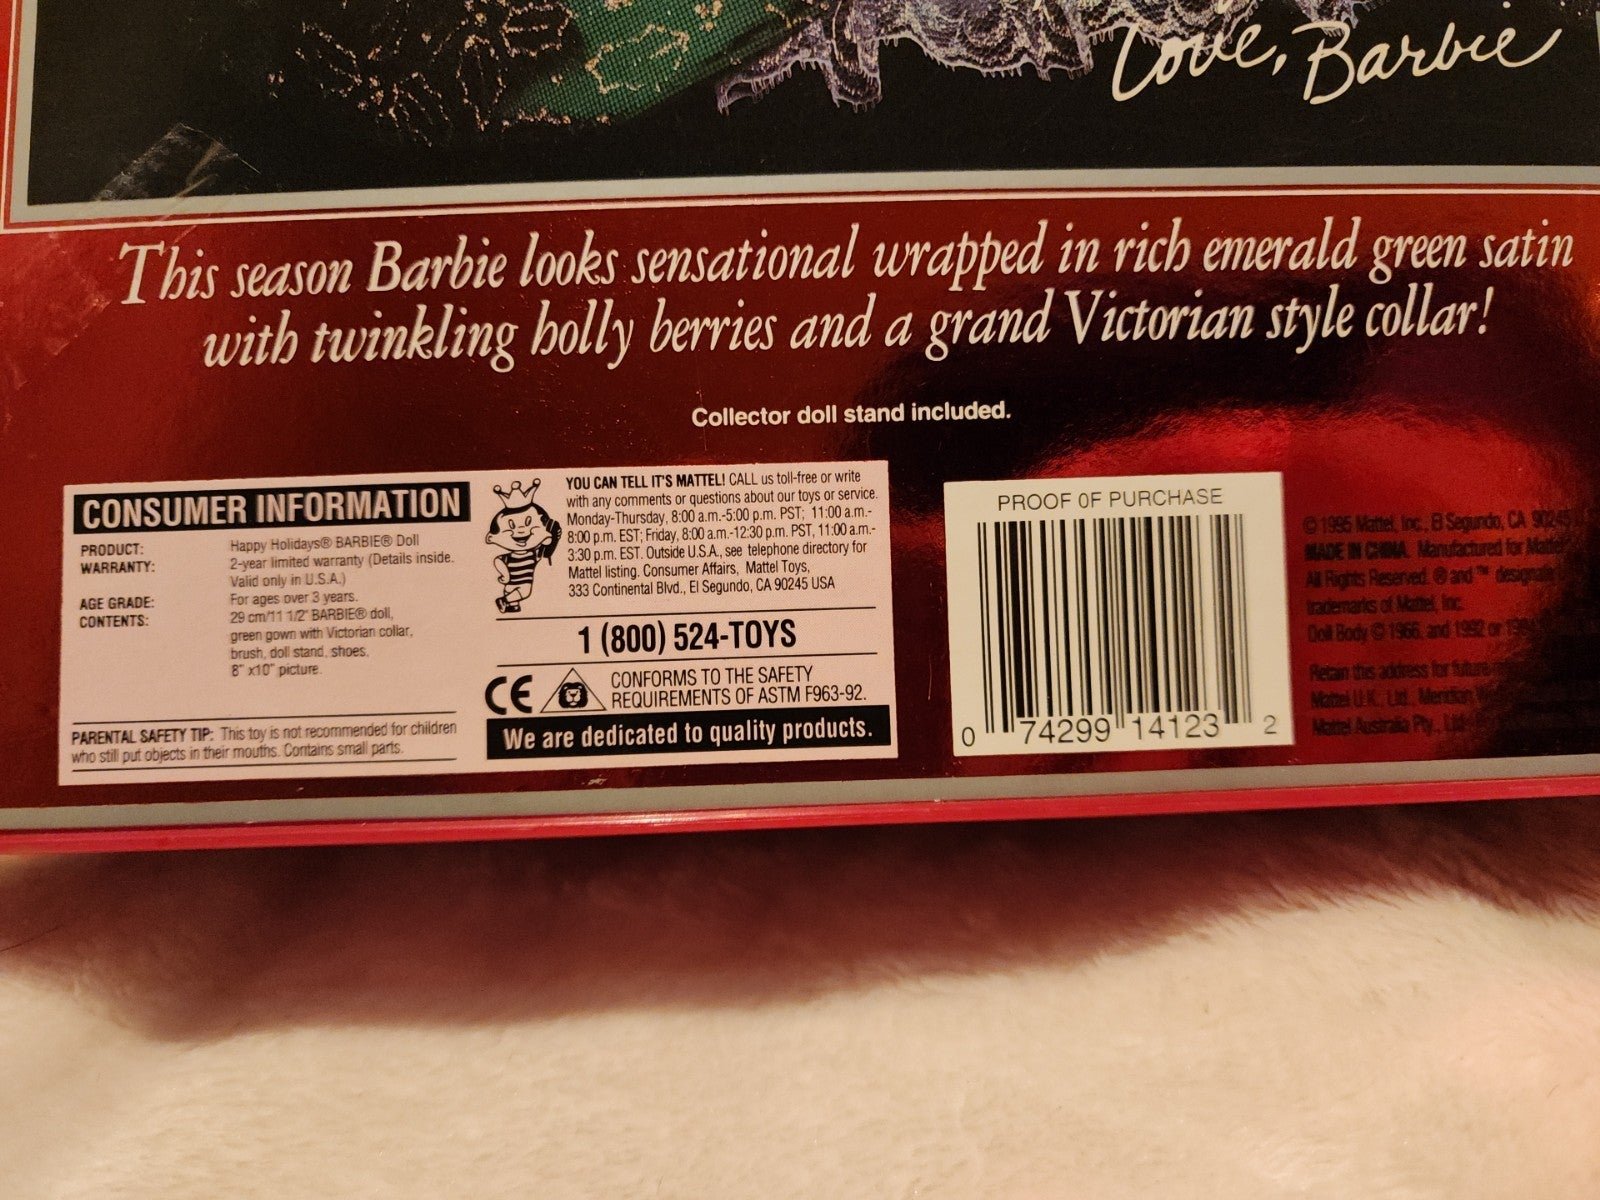 Love, Barbie
This season Barbie looks sensational wrapped in rich emerald green satin
with twinkling holly berries and a grand Victorian style collar!
Collector doll stand included.
CONSUMER INFORMATION
PRODUCT: Happy Holidays® BARBIE® Doll
WARRANTY: 2-year limited warranty (Details inside.
Valid only in U.S.A.)
AGE GRADE: For ages over 3 years.
CONTENTS: 29 cm/11 1/2" BARBIE® doll,
green gown with Victorian collar,
brush, doll stand, shoes.
8" x10" picture.
PARENTAL SAFETY TIP: This toy is not recommended for children
who still put objects in their mouths. Contains small parts.
YOU CAN TELL IT'S MATTEL! CALL us toll-free or write
with any comments or questions about our toys or service.
Monday-Thursday, 8:00 a.m.-5:00 p.m. PST; 11:00 a.m.-
8:00 p.m. EST; Friday, 8:00 a.m.-12:30 p.m. PST, 11:00 a.m.-
3:30 p.m. EST. Outside U.S.A., see telephone directory for
Mattel listing. Consumer Affairs, Mattel Toys,
333 Continental Blvd., El Segundo, CA 90245 USA
1 (800) 524-TOYS
CE
CONFORMS TO THE SAFETY
REQUIREMENTS OF ASTM F963-92.
We are dedicated to quality products.
PROOF OF PURCHASE
0 74299 14123 2
© 1995 Mattel, Inc., El Segundo, CA 90245
MADE IN CHINA. Manufactured for Mattel
All Rights Reserved. ® and ™ designate
trademarks of Mattel, Inc.
Doll Body © 1966, and 1992 or
Retain this address for future
Mattel U.K. Ltd., Meridian
Mattel Australia Pty., Ltd.